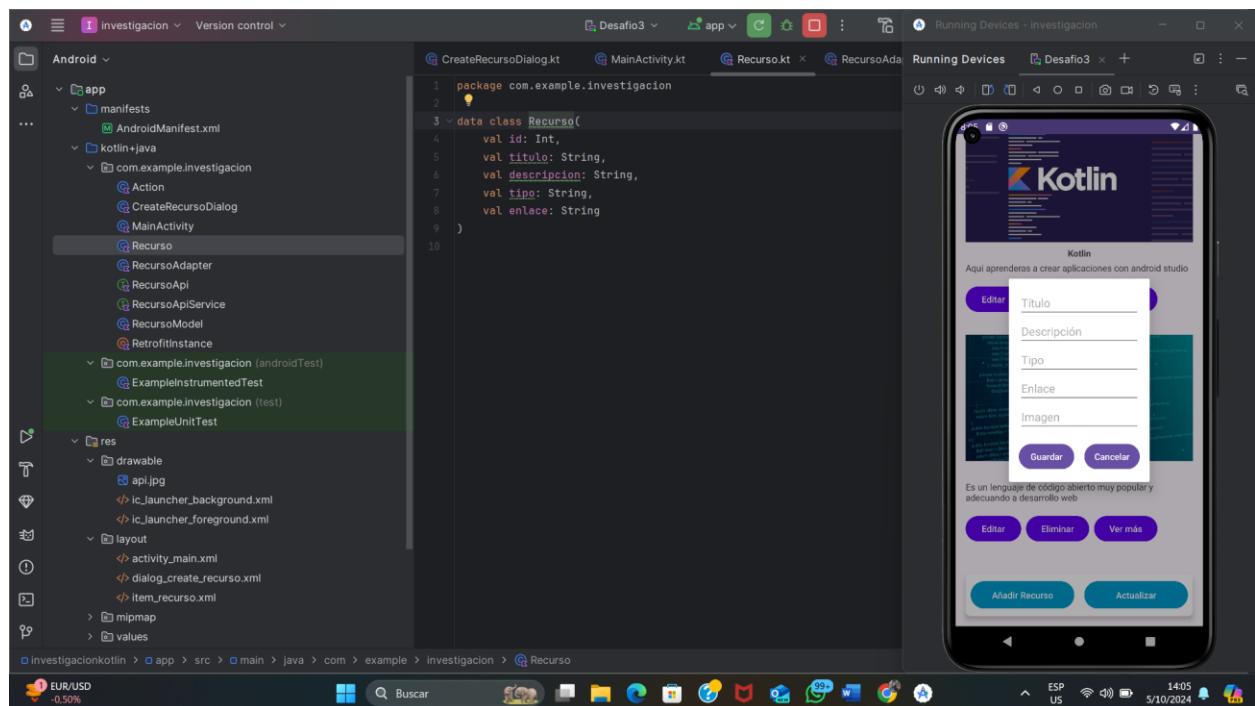 investigacion
Version control
Desafio3
app
Running Devices - investigacion
Android
CreateRecursoDialog.kt
MainActivity.kt
Recurso.kt
RecursoAda
Running Devices
Desafio3
app
manifests
AndroidManifest.xml
kotlin+java
com.example.investigacion
Action
CreateRecursoDialog
MainActivity
Recurso
RecursoAdapter
RecursoApi
RecursoApiService
RecursoModel
RetrofitInstance
com.example.investigacion (androidTest)
ExampleInstrumentedTest
com.example.investigacion (test)
ExampleUnitTest
res
drawable
api.jpg
ic_launcher_background.xml
ic_launcher_foreground.xml
layout
activity_main.xml
dialog_create_recurso.xml
item_recurso.xml
mipmap
values
1 package com.example.investigacion
2
3 data class Recurso(
4 val id: Int,
5 val titulo: String,
6 val descripcion: String,
7 val tipo: String,
8 val enlace: String
9 )
10
Kotlin
Kotlin
Aqui aprenderas a crear aplicaciones con android studio
Editar
Título
Descripción
Tipo
Enlace
Imagen
Guardar Cancelar
Es un lenguaje de código abierto muy popular y
adecuando a desarrollo web
Editar Eliminar Ver más
Añadir Recurso Actualizar
investigacionkotlin > app > src > main > java > com > example > investigacion > Recurso
1
EUR/USD
-0,50%
Buscar
99+
ESP
US
14:05
5/10/2024